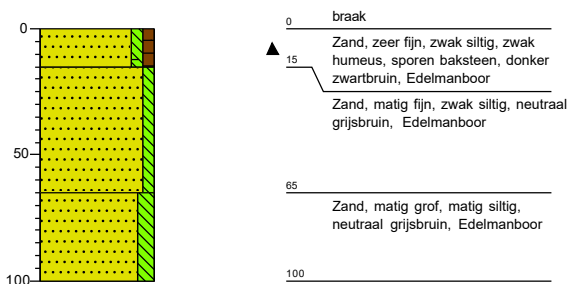 0
50
100
0
braak
Zand, zeer fijn, zwak siltig, zwak
humeus, sporen baksteen, donker
zwartbruin, Edelmanboor
15
Zand, matig fijn, zwak siltig, neutraal
grijsbruin, Edelmanboor
65
Zand, matig grof, matig siltig,
neutraal grijsbruin, Edelmanboor
100